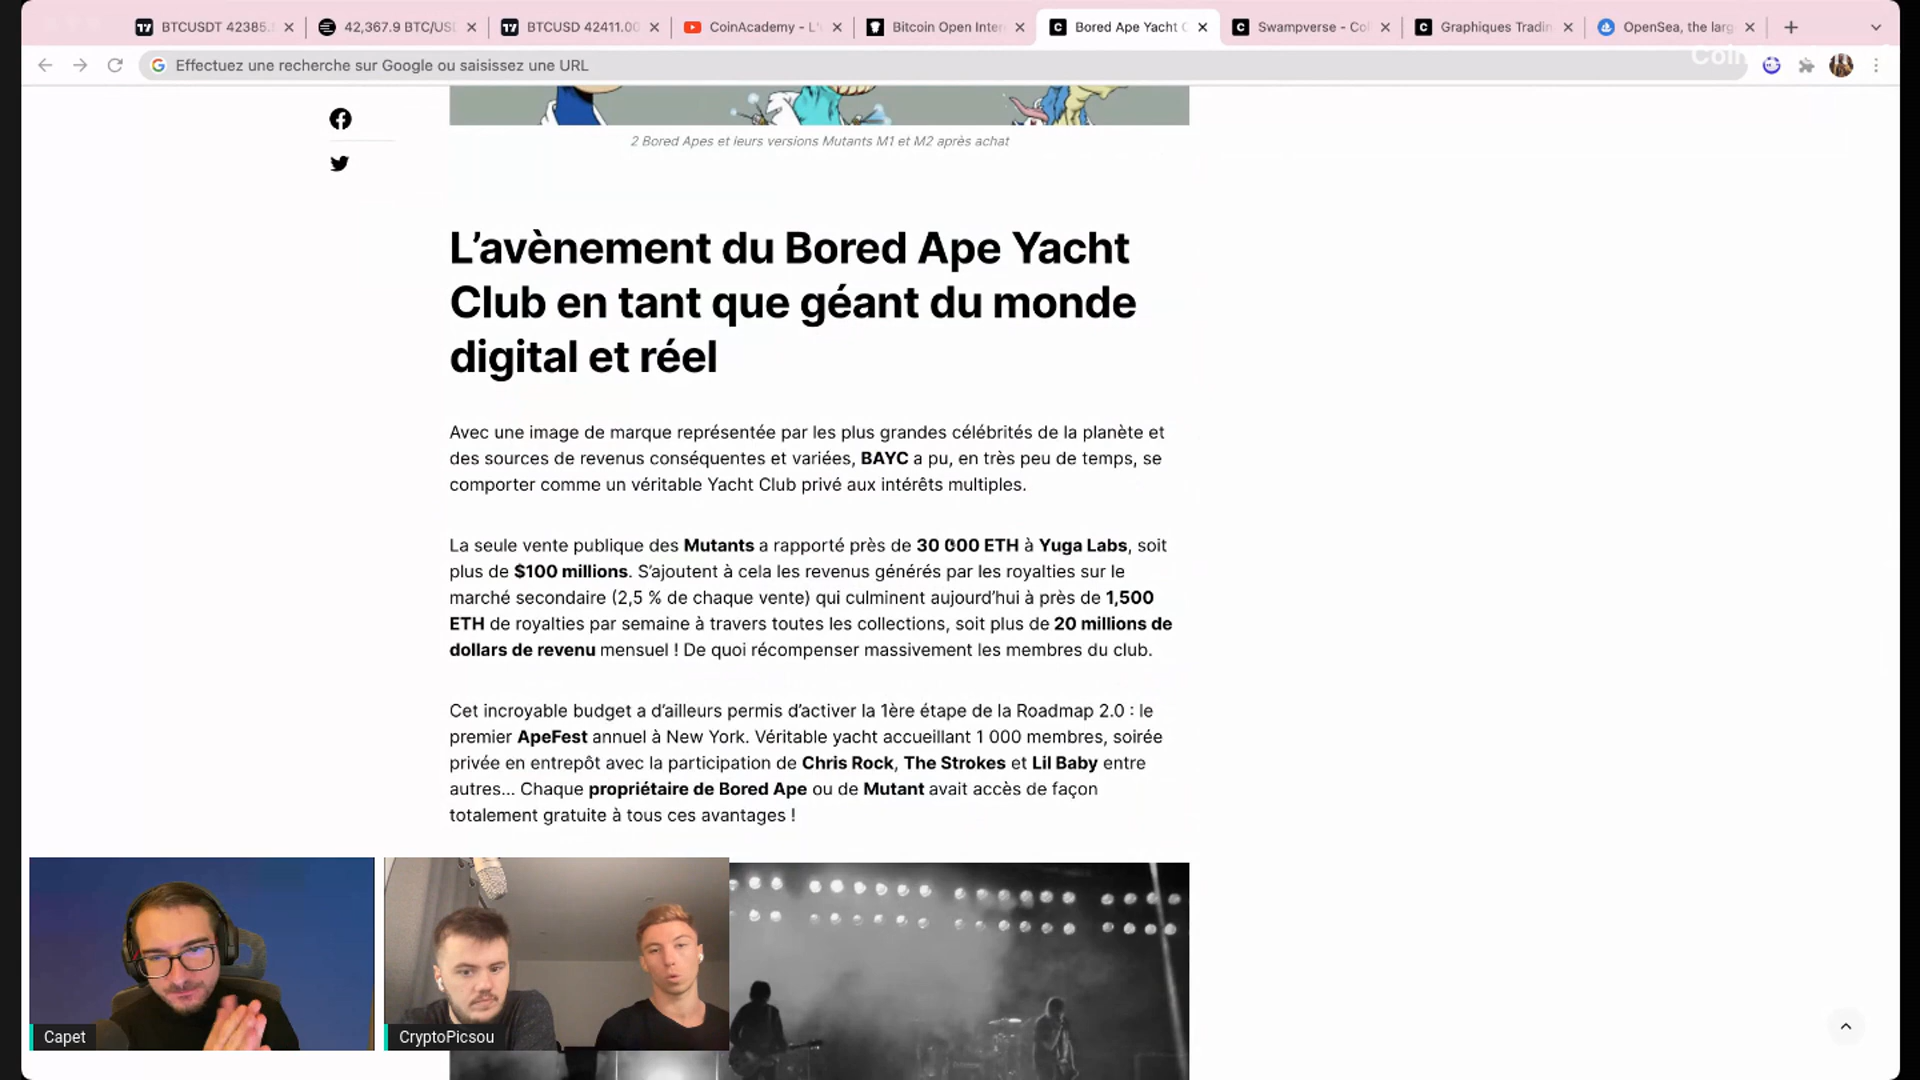 BTCUSDT 42385.
42,367.9 BTC/US
BTCUSD 42411.00
CoinAcademy - L'
Bitcoin Open Inter
Bored Ape Yacht C
Swampverse - Col
Graphiques Tradin
OpenSea, the larg
Effectuez une recherche sur Google ou saisissez une URL
Coin
2 Bored Apes et leurs versions Mutants M1 et M2 après achat
L’avènement du Bored Ape Yacht
Club en tant que géant du monde
digital et réel
Avec une image de marque représentée par les plus grandes célébrités de la planète et
des sources de revenus conséquentes et variées, BAYC a pu, en très peu de temps, se
comporter comme un véritable Yacht Club privé aux intérêts multiples.
La seule vente publique des Mutants a rapporté près de 30 000 ETH à Yuga Labs, soit
plus de $100 millions. S’ajoutent à cela les revenus générés par les royalties sur le
marché secondaire (2,5 % de chaque vente) qui culminent aujourd’hui à près de 1,500
ETH de royalties par semaine à travers toutes les collections, soit plus de 20 millions de
dollars de revenu mensuel ! De quoi récompenser massivement les membres du club.
Cet incroyable budget a d’ailleurs permis d’activer la 1ère étape de la Roadmap 2.0 : le
premier ApeFest annuel à New York. Véritable yacht accueillant 1 000 membres, soirée
privée en entrepôt avec la participation de Chris Rock, The Strokes et Lil Baby entre
autres... Chaque propriétaire de Bored Ape ou de Mutant avait accès de façon
totalement gratuite à tous ces avantages !
Capet
CryptoPicsou